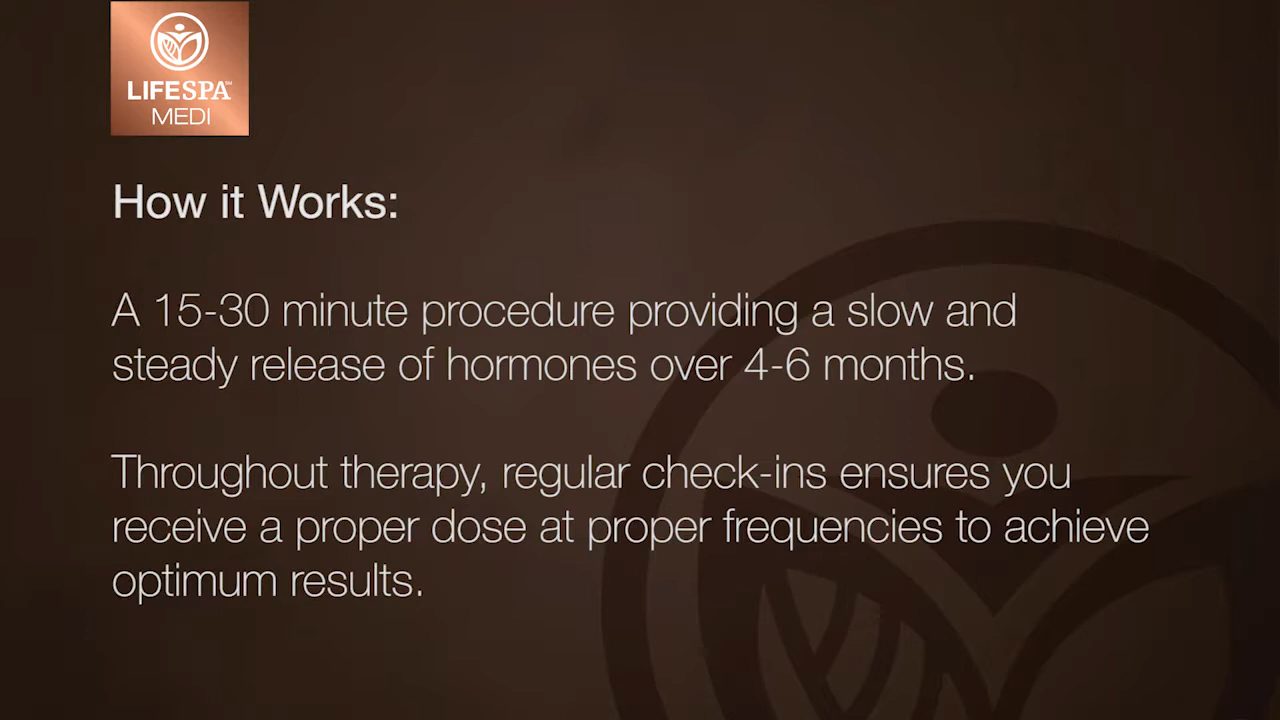 LIFESPA™
MEDI
How it Works:
A 15-30 minute procedure providing a slow and
steady release of hormones over 4-6 months.
Throughout therapy, regular check-ins ensures you
receive a proper dose at proper frequencies to achieve
optimum results.